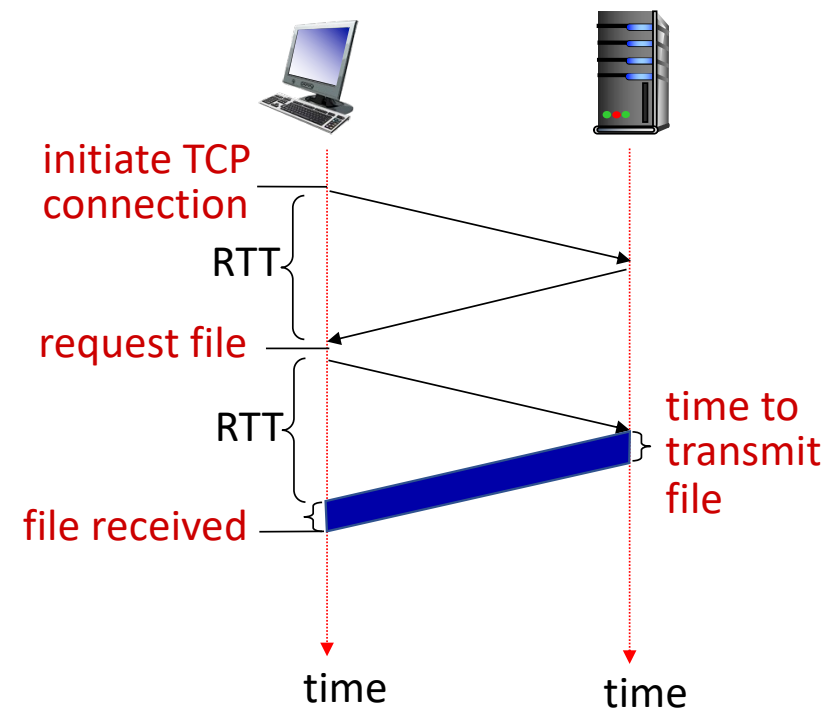 initiate TCP
connection
RTT
request file
RTT
time to
transmit
file
file received
time
time